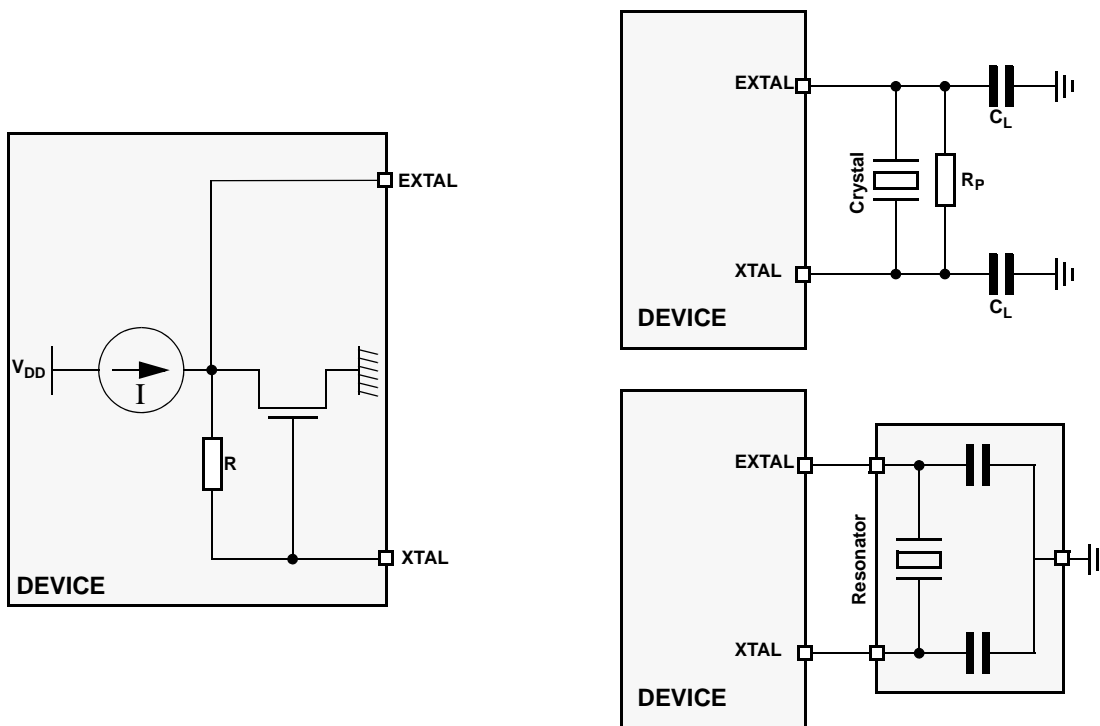 EXTAL
V_DD
I
R
XTAL
DEVICE
EXTAL
C_L
Crystal
R_P
XTAL
C_L
DEVICE
EXTAL
Resonator
XTAL
DEVICE